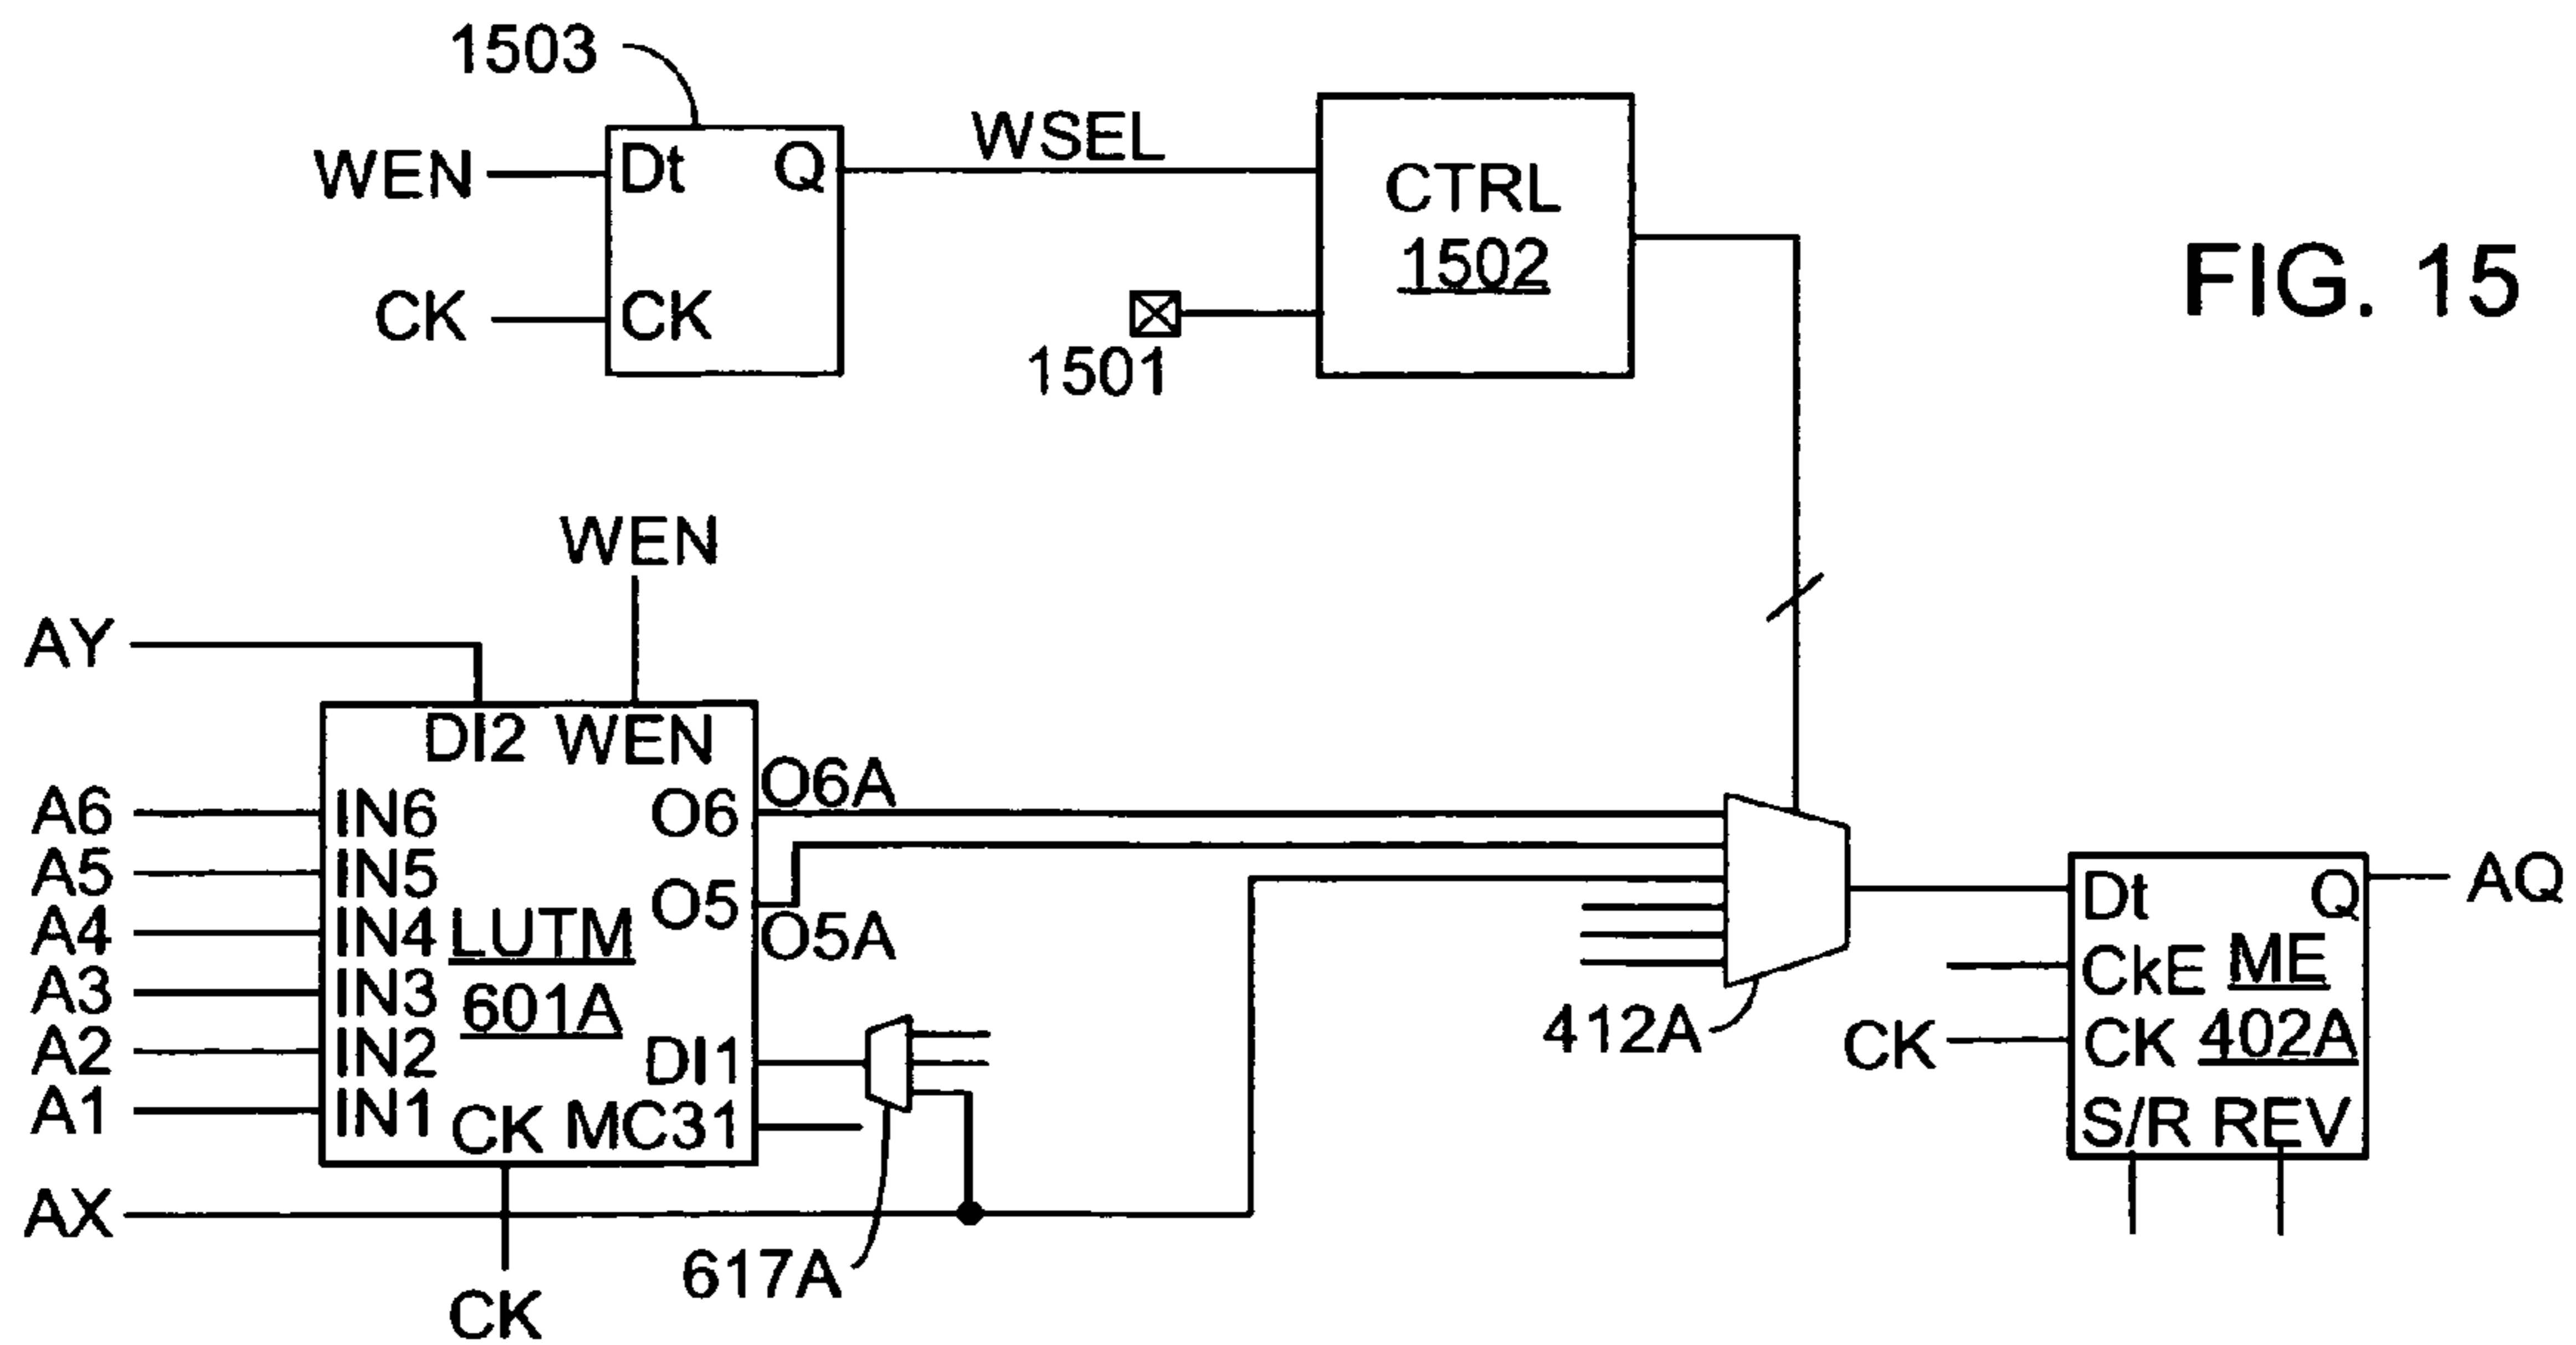 1503
WEN
Dt
Q
WSEL
CK
CK
CTRL
1502
1501
FIG. 15
WEN
AY
DI2
WEN
A6
IN6
O6
O6A
A5
IN5
O5
O5A
A4
IN4
LUTM
601A
A3
IN3
A2
IN2
DI1
A1
IN1
CK
MC31
AX
617A
CK
412A
Dt
Q
AQ
CkE
ME
402A
CK
CK
S/R
REV